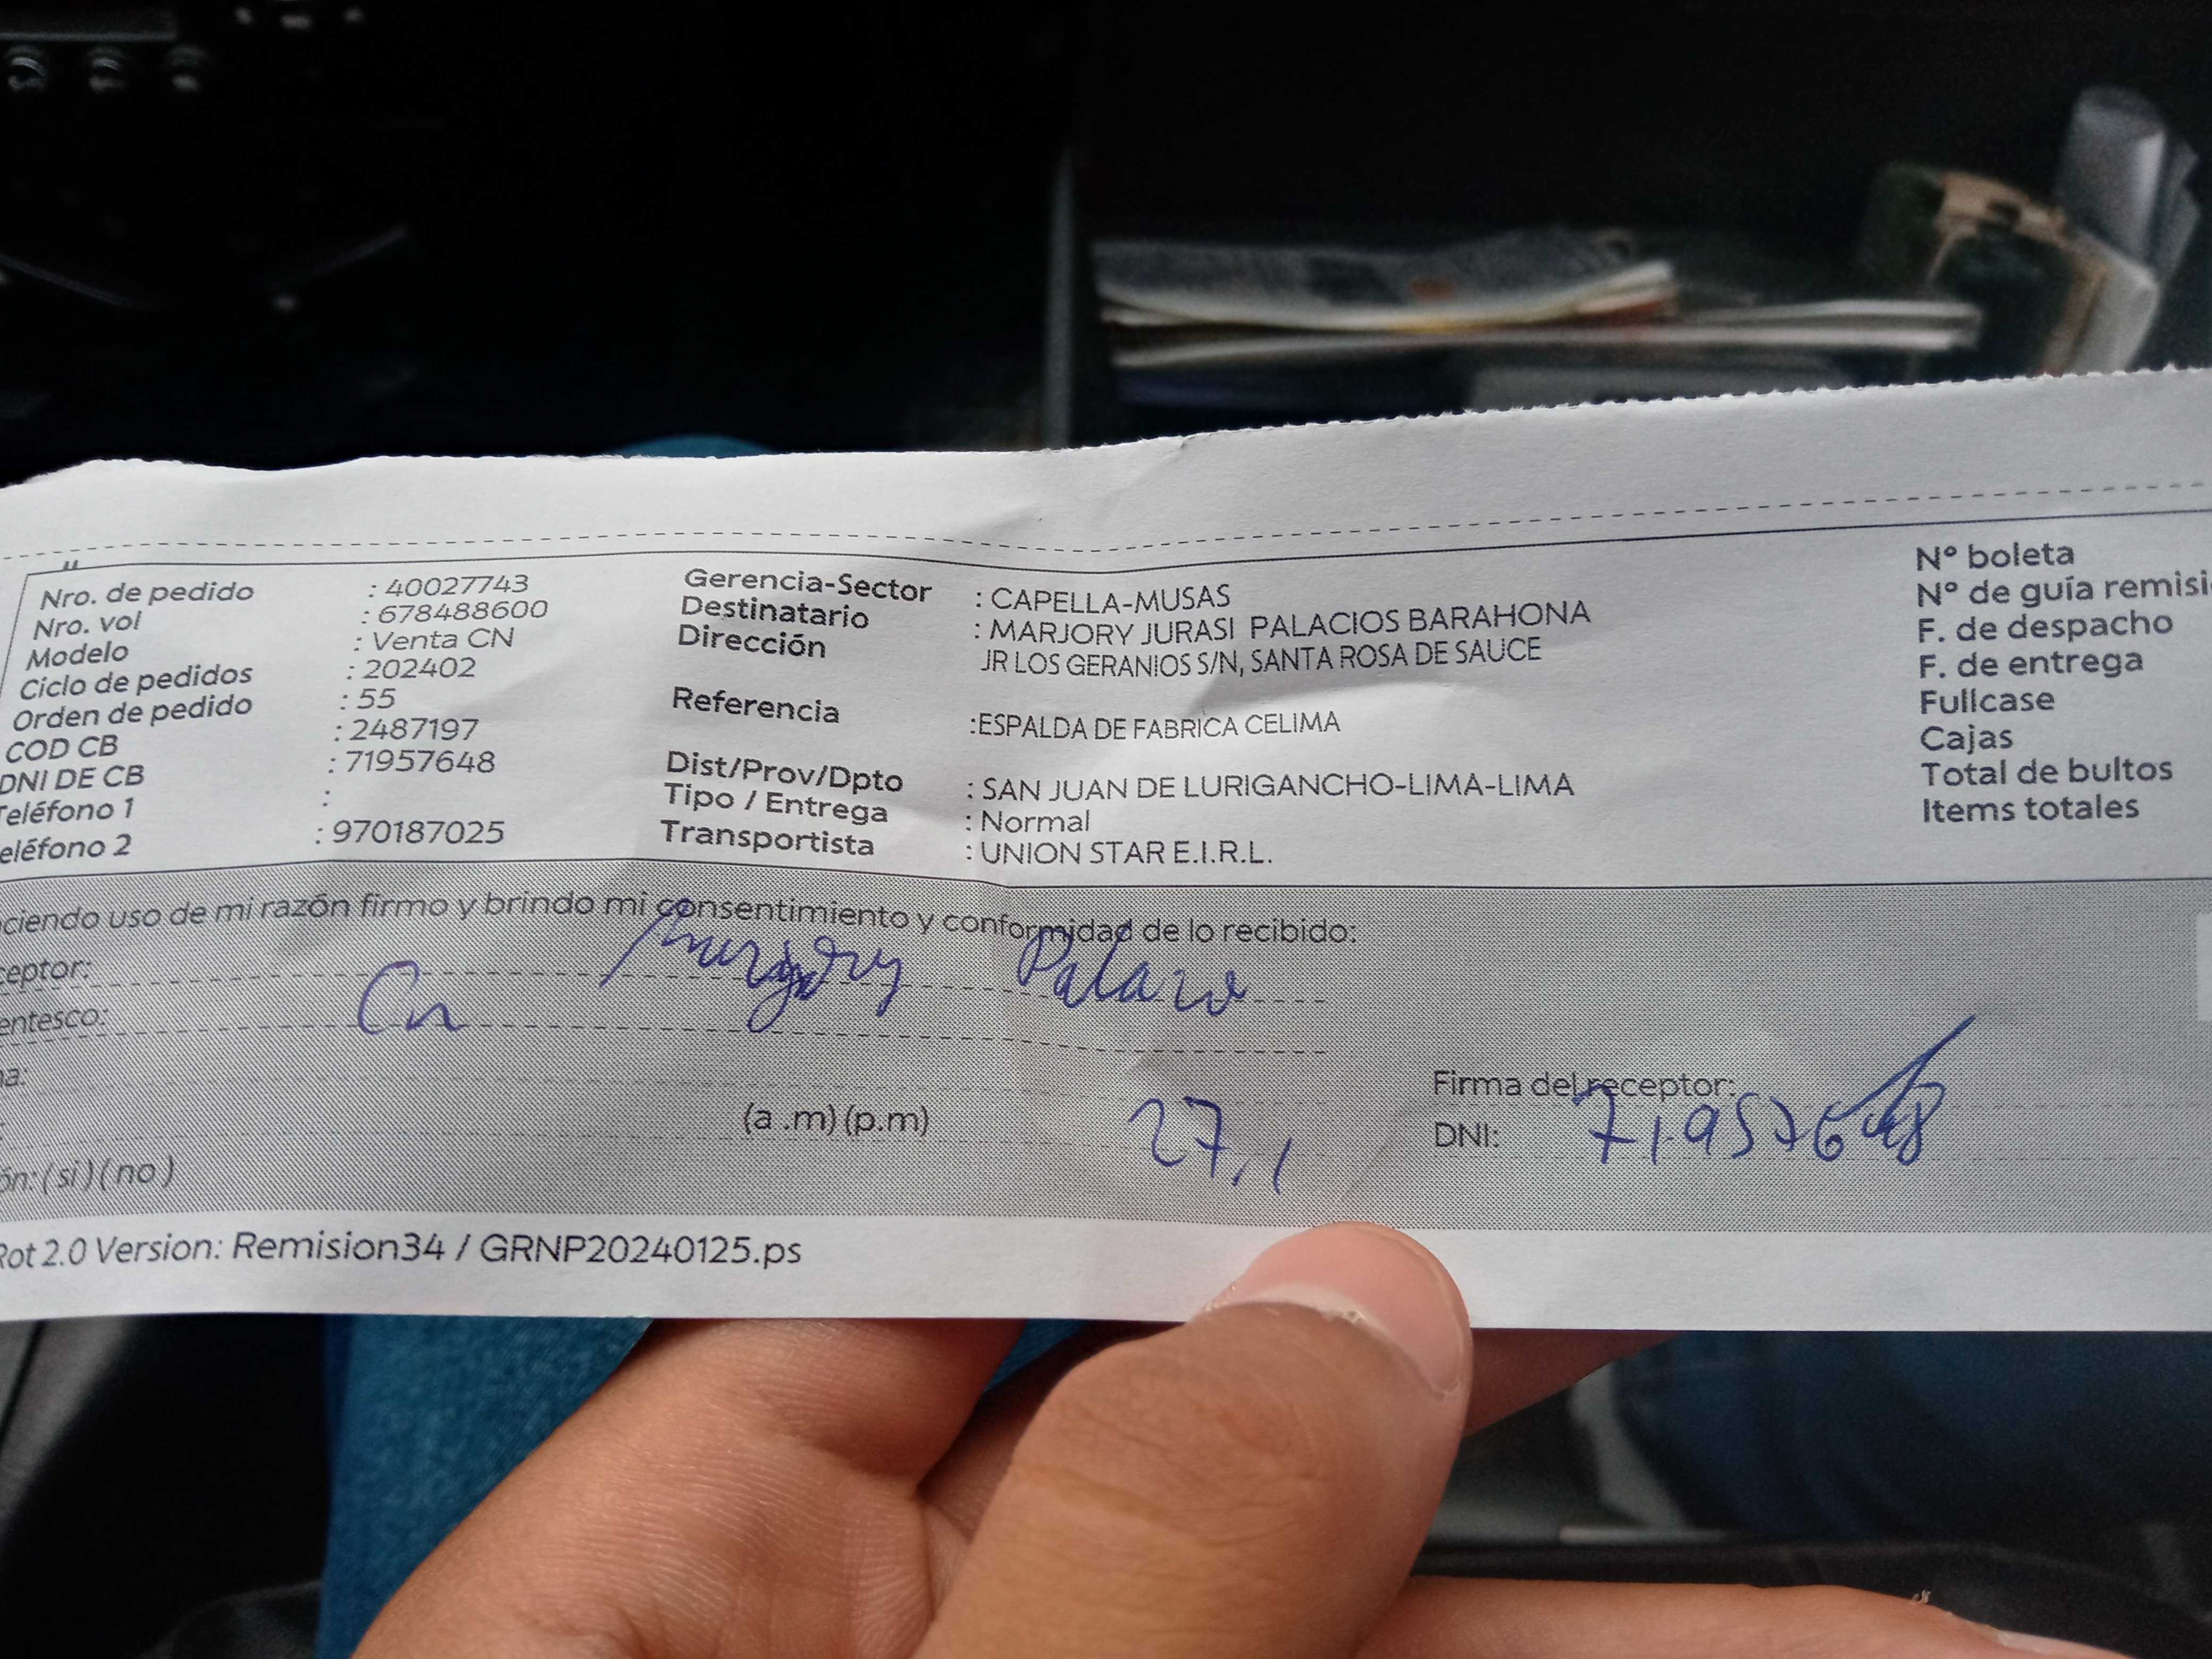 Nro. de pedido : 40027743
Nro. vol : 678488600
Modelo : Venta CN
Ciclo de pedidos : 202402
Orden de pedido : 55
COD CB : 2487197
DNI DE CB : 71957648
Teléfono 1 :
eléfono 2 : 970187025
Gerencia-Sector : CAPELLA-MUSAS
Destinatario : MARJORY JURASI PALACIOS BARAHONA
Dirección JR LOS GERANIOS S/N, SANTA ROSA DE SAUCE
Referencia :ESPALDA DE FABRICA CELIMA
Dist/Prov/Dpto : SAN JUAN DE LURIGANCHO-LIMA-LIMA
Tipo / Entrega : Normal
Transportista : UNION STAR E.I.R.L.
Nº boleta
Nº de guía remisi
F. de despacho
F. de entrega
Fullcase
Cajas
Total de bultos
Items totales
ciendo uso de mi razón firmo y brindo mi consentimiento y conformidad de lo recibido:
ceptor: Marjory
entesco: Cn
a:
: (a .m) (p.m) 27.1
ón: (si) (no)
Firma del receptor:
DNI: 71957648
Rot 2.0 Version: Remision34 / GRNP20240125.ps